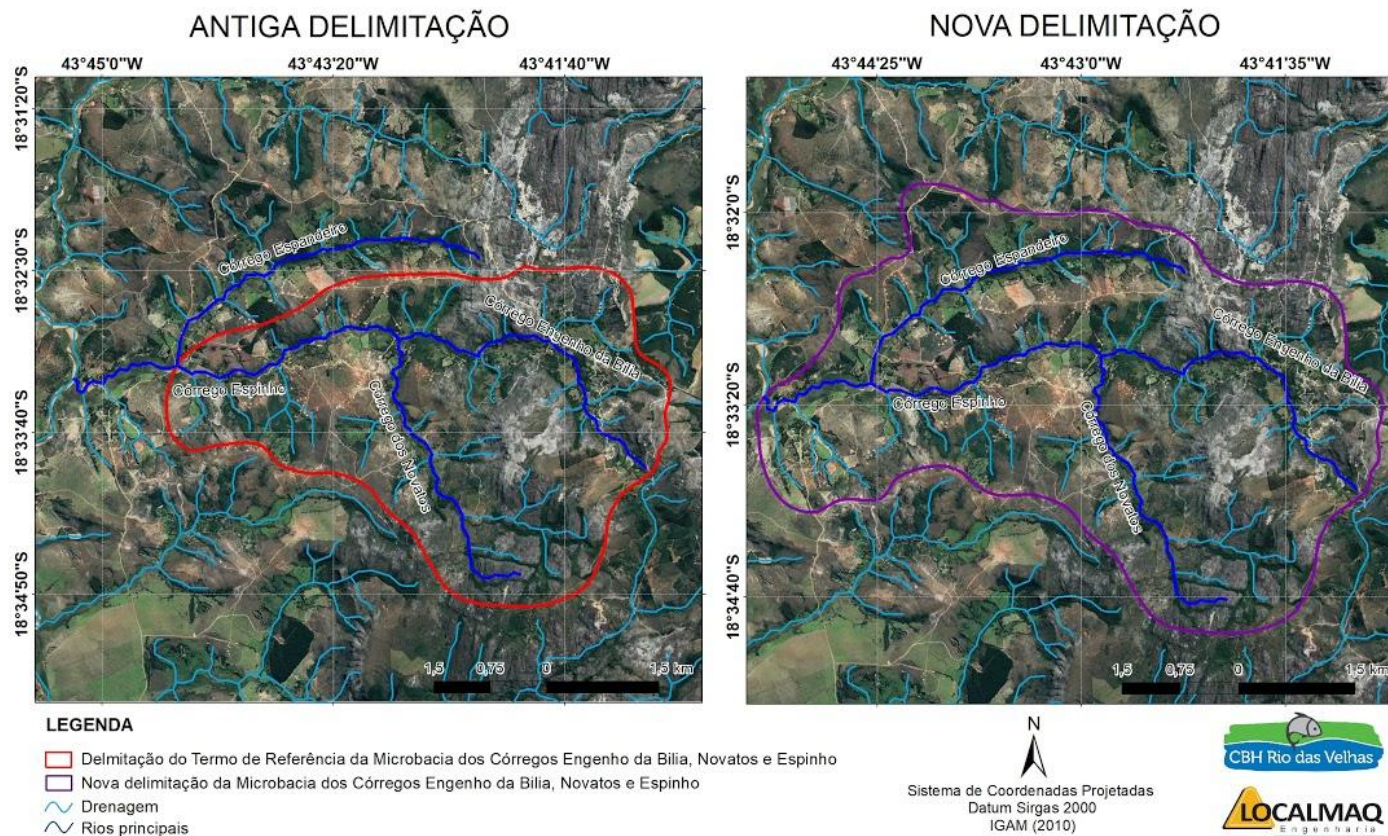 ANTIGA DELIMITAÇÃO
43°45'0"W
43°43'20"W
43°41'40"W
18°31'20"S
18°32'30"S
18°33'40"S
18°34'50"S
Córrego Espandeiro
Córrego Engenho da Bília
Córrego Espinho
Córrego dos Novatos
1,5 0,75 0 1,5 km
NOVA DELIMITAÇÃO
43°44'25"W
43°43'0"W
43°41'35"W
18°32'0"S
18°33'20"S
18°34'40"S
Córrego Espandeiro
Córrego Engenho da Bília
Córrego Espinho
Córrego dos Novatos
1,5 0,75 0 1,5 km
LEGENDA
Delmitação do Termo de Referência da Microbacia dos Córregos Engenho da Bilia, Novatos e Espinho
Nova delimitação da Microbacia dos Córregos Engenho da Bilia, Novatos e Espinho
Drenagem
Rios principais
N
Sistema de Coordenadas Projetadas
Datum Sirgas 2000
IGAM (2010)
CBH Rio das Velhas
LOCALMAQ
Engenharia